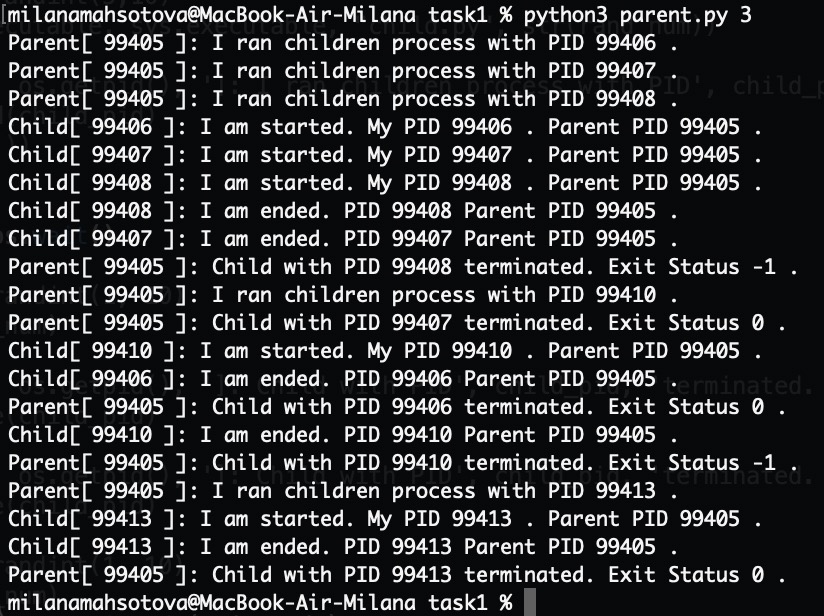 milanamahsotova@MacBook-Air-Milana task1 % python3 parent.py 3
Parent[ 99405 ]: I ran children process with PID 99406 .
Parent[ 99405 ]: I ran children process with PID 99407 .
Parent[ 99405 ]: I ran children process with PID 99408 .
Child[ 99406 ]: I am started. My PID 99406 . Parent PID 99405 .
Child[ 99407 ]: I am started. My PID 99407 . Parent PID 99405 .
Child[ 99408 ]: I am started. My PID 99408 . Parent PID 99405 .
Child[ 99408 ]: I am ended. PID 99408 Parent PID 99405 .
Child[ 99407 ]: I am ended. PID 99407 Parent PID 99405 .
Parent[ 99405 ]: Child with PID 99408 terminated. Exit Status -1 .
Parent[ 99405 ]: I ran children process with PID 99410 .
Parent[ 99405 ]: Child with PID 99407 terminated. Exit Status 0 .
Child[ 99410 ]: I am started. My PID 99410 . Parent PID 99405 .
Child[ 99406 ]: I am ended. PID 99406 Parent PID 99405 .
Parent[ 99405 ]: Child with PID 99406 terminated. Exit Status 0 .
Child[ 99410 ]: I am ended. PID 99410 Parent PID 99405 .
Parent[ 99405 ]: Child with PID 99410 terminated. Exit Status -1 .
Parent[ 99405 ]: I ran children process with PID 99413 .
Child[ 99413 ]: I am started. My PID 99413 . Parent PID 99405 .
Child[ 99413 ]: I am ended. PID 99413 Parent PID 99405 .
Parent[ 99405 ]: Child with PID 99413 terminated. Exit Status 0 .
milanamahsotova@MacBook-Air-Milana task1 %